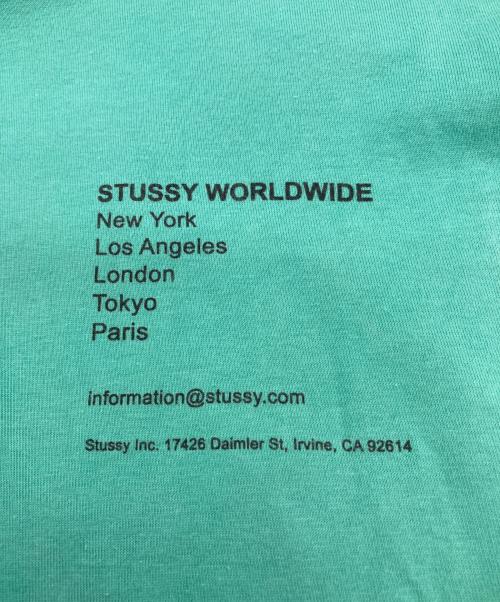 STUSSY WORLDWIDE
New York
Los Angeles
London
Tokyo
Paris
information@stussy.com
Stussy Inc. 17426 Daimler St, Irvine, CA 92614